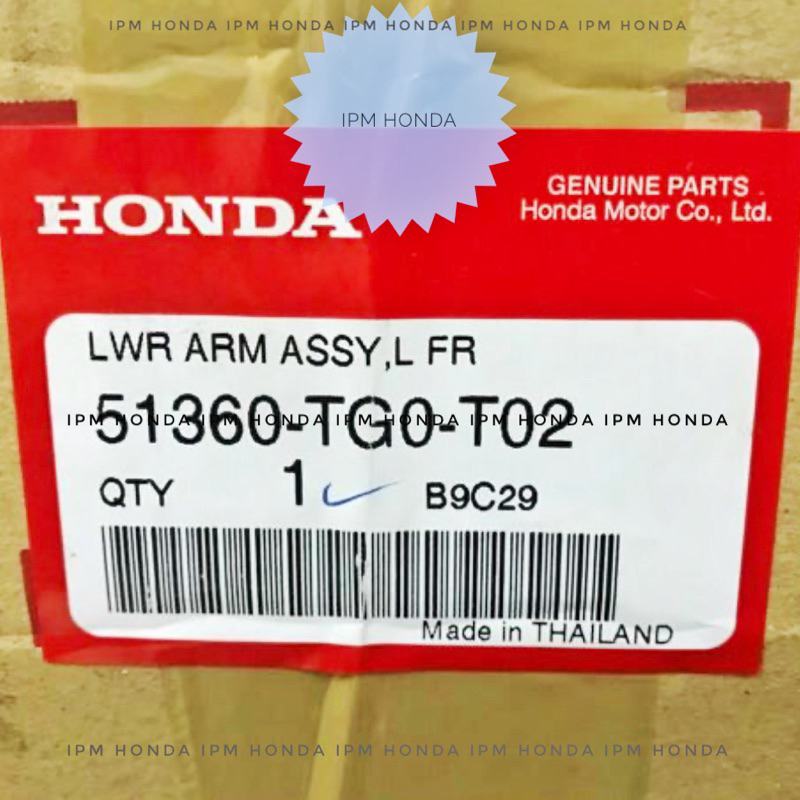 IPM HONDA IPM HONDA IPM HONDA IPM HONDA IPM HONDA
IPM HONDA
HONDA
GENUINE PARTS
Honda Motor Co., Ltd.
LWR ARM ASSY,L FR
51360-TG0-T02
IPM HONDA IPM HONDA IPM HONDA IPM HONDA IPM HONDA
QTY 1 B9C29
Made in THAILAND
IPM HONDA IPM HONDA IPM HONDA IPM HONDA IPM HONDA